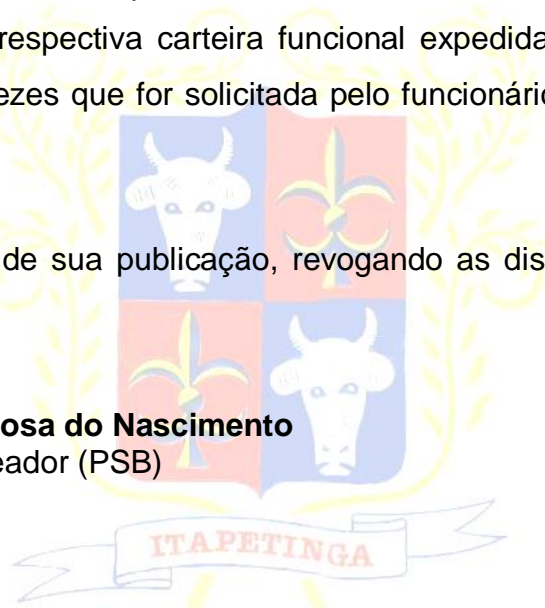 respectiva carteira funcional expedida
ezes que for solicitada pelo funcionário
de sua publicação, revogando as dis
osa do Nascimento
eador (PSB)
ITAPETINGA